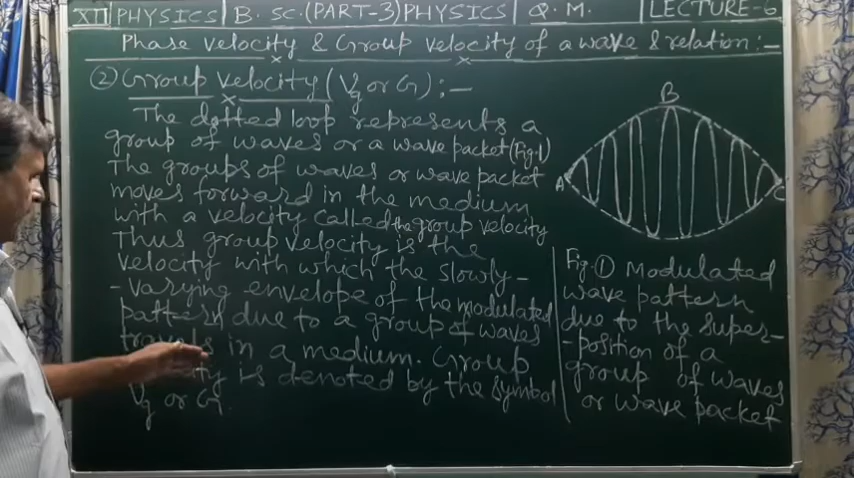 XII PHYSICS B. SC. (PART-3) PHYSICS Q. M. LECTURE-6
Phase velocity & Group velocity of a wave & relation:-
② Group velocity (Vg or G) :-
The dotted loop represents a
group of waves or a wave packet (Fig.1)
The groups of waves or wave packet
moves forward in the medium
with a velocity called the group velocity
Thus group velocity is the
velocity with which the slowly-
-varying envelope of the modulated
pattern due to a group of waves
in a medium. Group
is denoted by the symbol
Vg or G.
B
A
C
Fig. ① Modulated
wave pattern
due to the super-
-position of a
group of waves
or wave packet